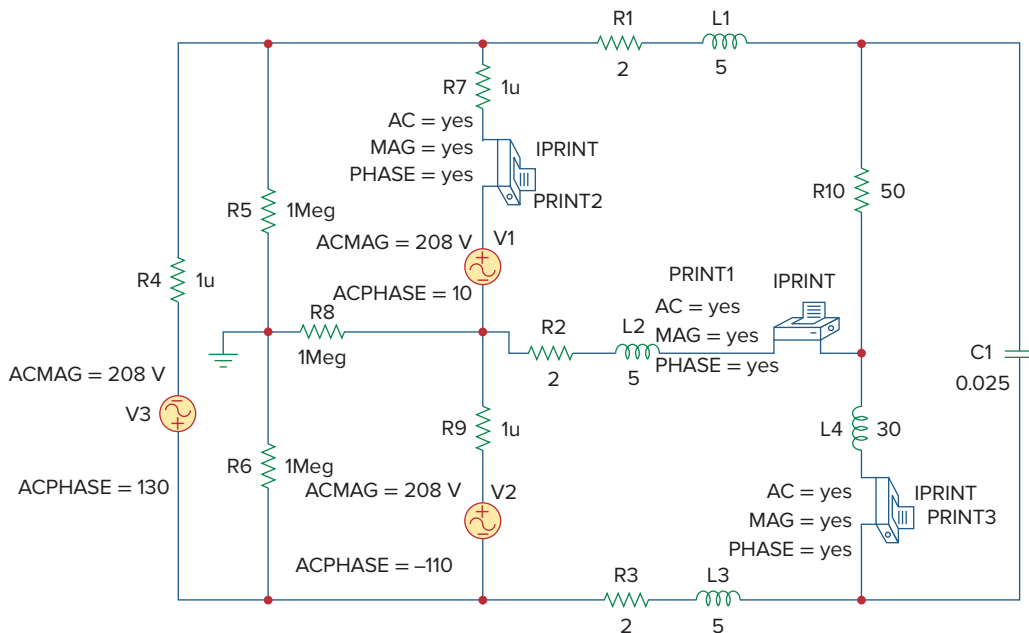 R1
L1
2
5
R7
1u
AC = yes
MAG = yes
PHASE = yes
IPRINT
PRINT2
R10
50
R5
1Meg
ACMAG = 208 V
V1
R4
1u
ACPHASE = 10
PRINT1
IPRINT
AC = yes
MAG = yes
PHASE = yes
R8
1Meg
R2
2
L2
5
C1
0.025
ACMAG = 208 V
V3
ACPHASE = 130
R9
1u
L4
30
R6
1Meg
ACMAG = 208 V
V2
ACPHASE = –110
AC = yes
MAG = yes
PHASE = yes
IPRINT
PRINT3
R3
L3
2
5